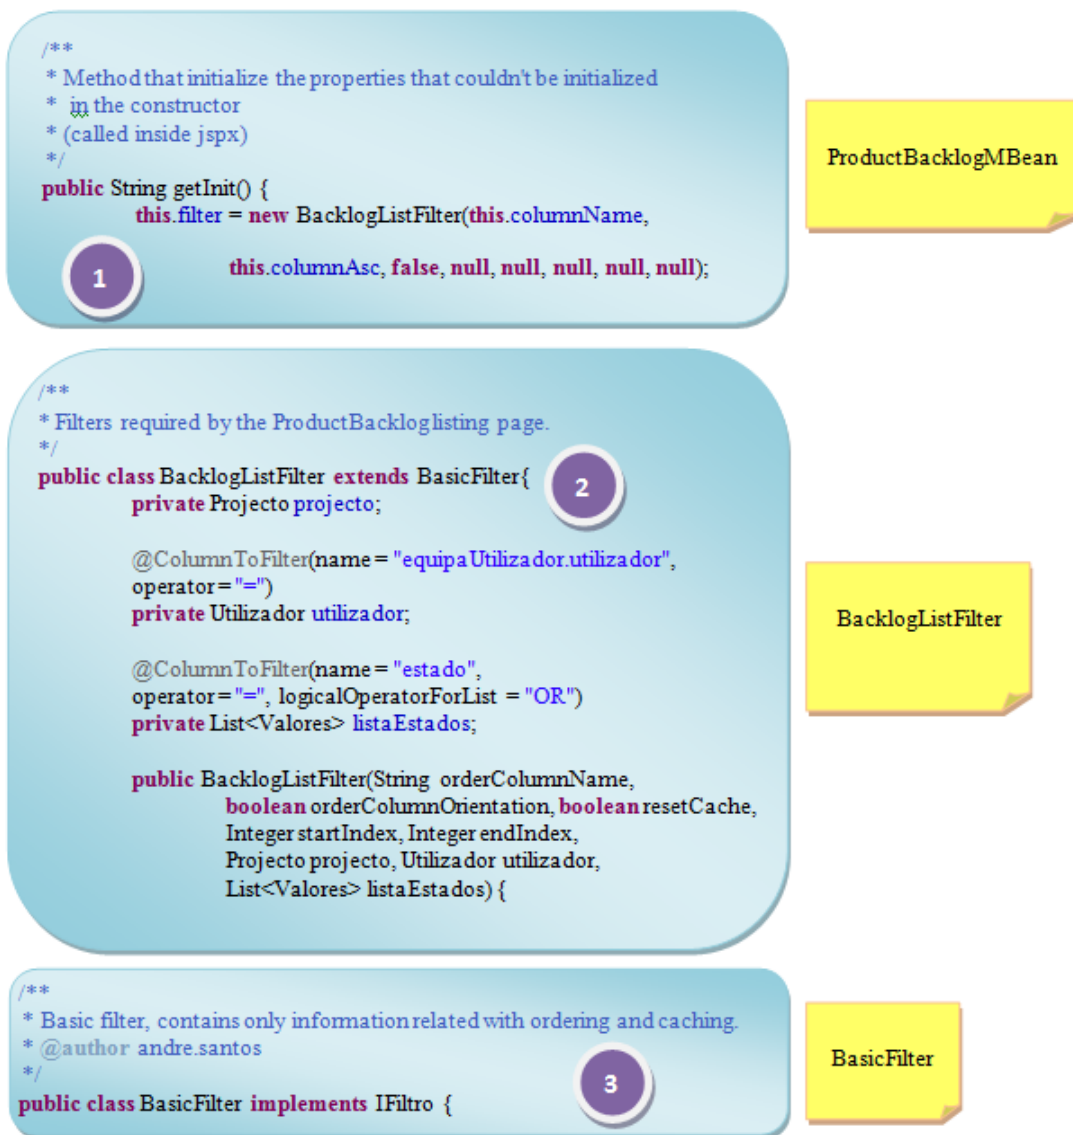 /**
* Method that initialize the properties that couldn't be initialized
* in the constructor
* (called inside jspx)
*/
public String getInit() {
this.filter = new BacklogListFilter(this.columnName,
this.columnAsc, false, null, null, null, null, null);
1
ProductBacklogMBean
/**
* Filters required by the ProductBacklog listing page.
*/
public class BacklogListFilter extends BasicFilter{
2
private Projecto projecto;
@ColumnToFilter(name = "equipaUtilizador.utilizador",
operator = "=")
private Utilizador utilizador;
@ColumnToFilter(name = "estado",
operator = "=", logicalOperatorForList = "OR")
private List<Valores> listaEstados;
public BacklogListFilter(String orderColumnName,
boolean orderColumnOrientation, boolean resetCache,
Integer startIndex, Integer endIndex,
Projecto projecto, Utilizador utilizador,
List<Valores> listaEstados) {
BacklogListFilter
/**
* Basic filter, contains only information related with ordering and caching.
* @author andre.santos
*/
public class BasicFilter implements IFiltro {
3
BasicFilter